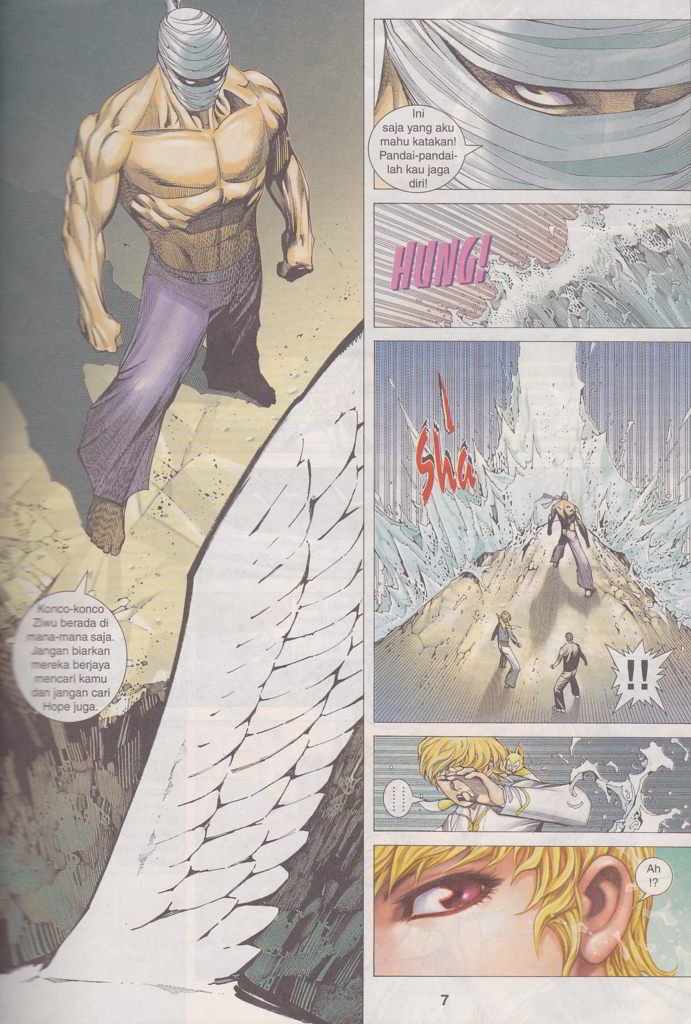 Konco-konco
Ziwu berada di
mana-mana saja.
Jangan biarkan
mereka berjaya
mencari kamu
dan jangan cari
Hope juga.
Ini
saja yang aku
mahu katakan!
Pandai-pandai-
lah kau jaga
diri!
HUNG!
!
Sha
!!
......
......
Ah
!?
7